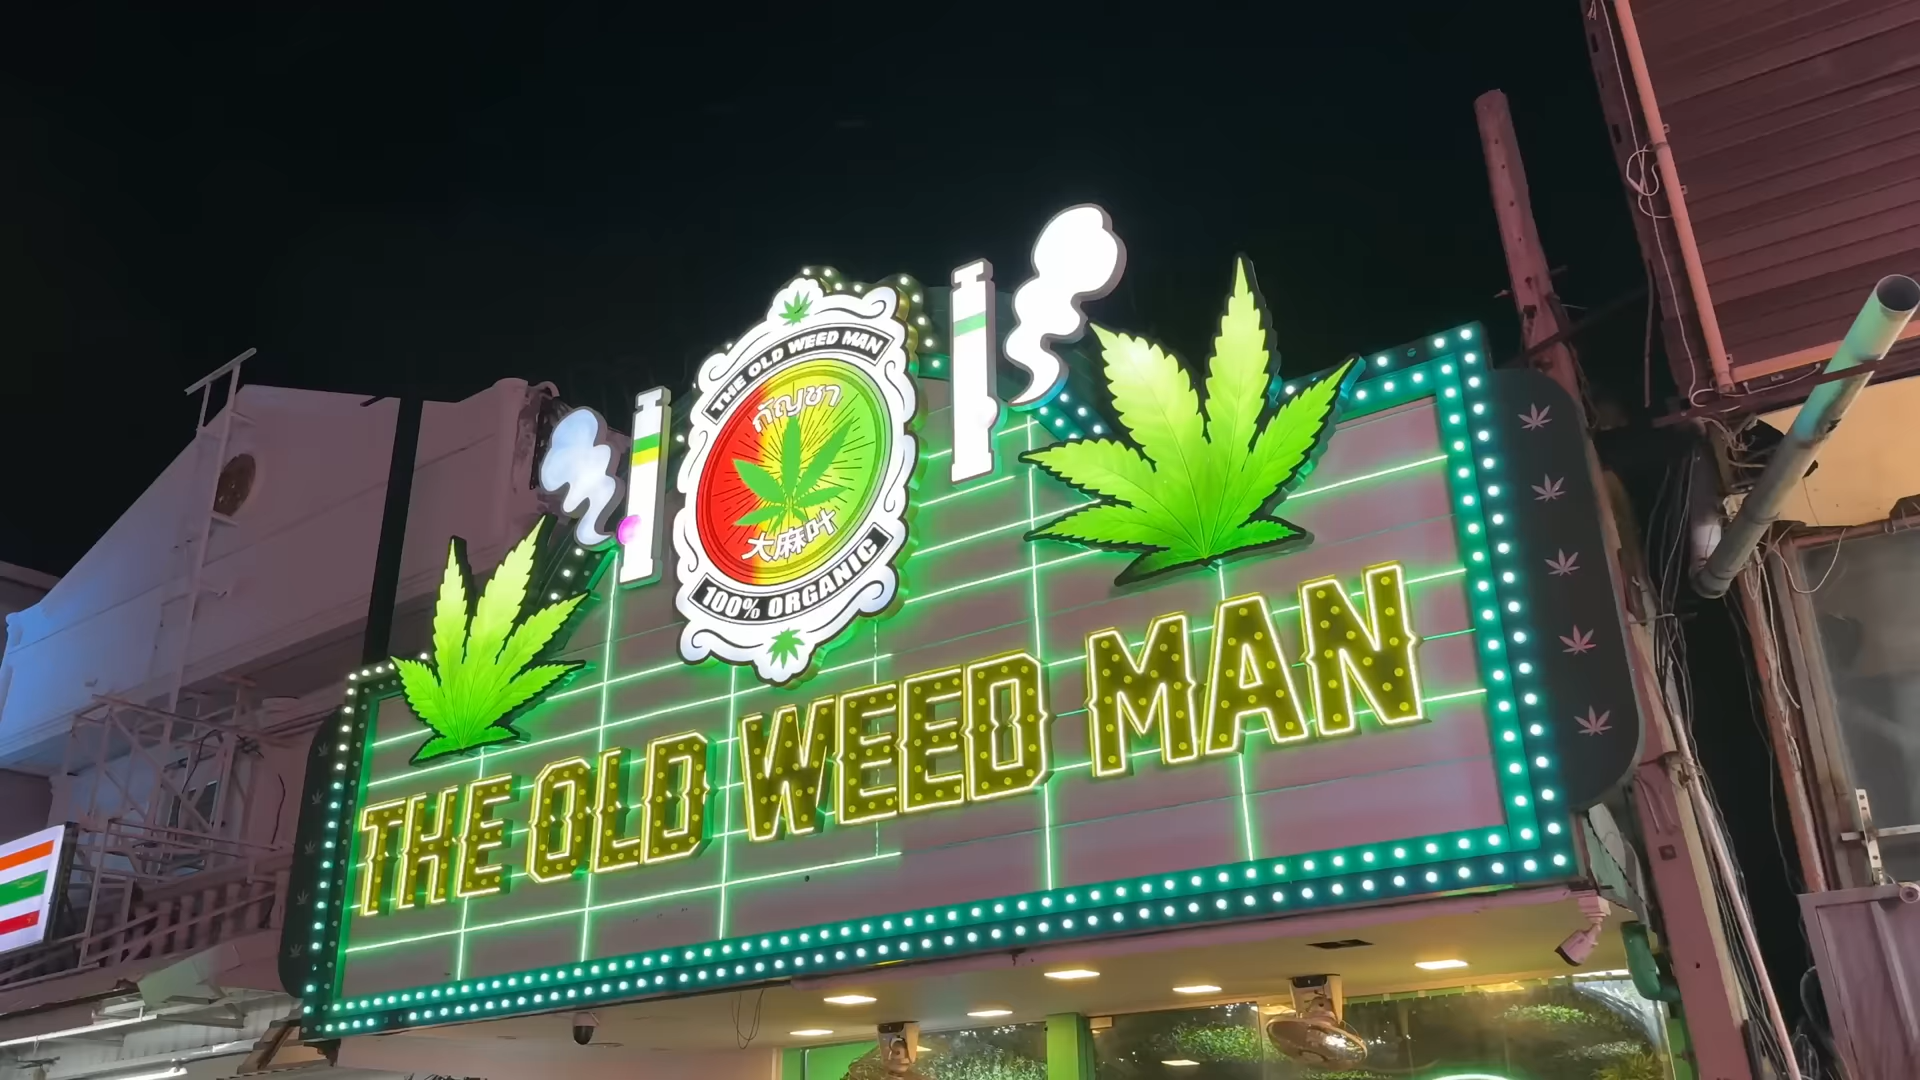 THE OLD WEED MAN
กัญชา
大麻叶
100% ORGANIC
THE OLD WEED MAN